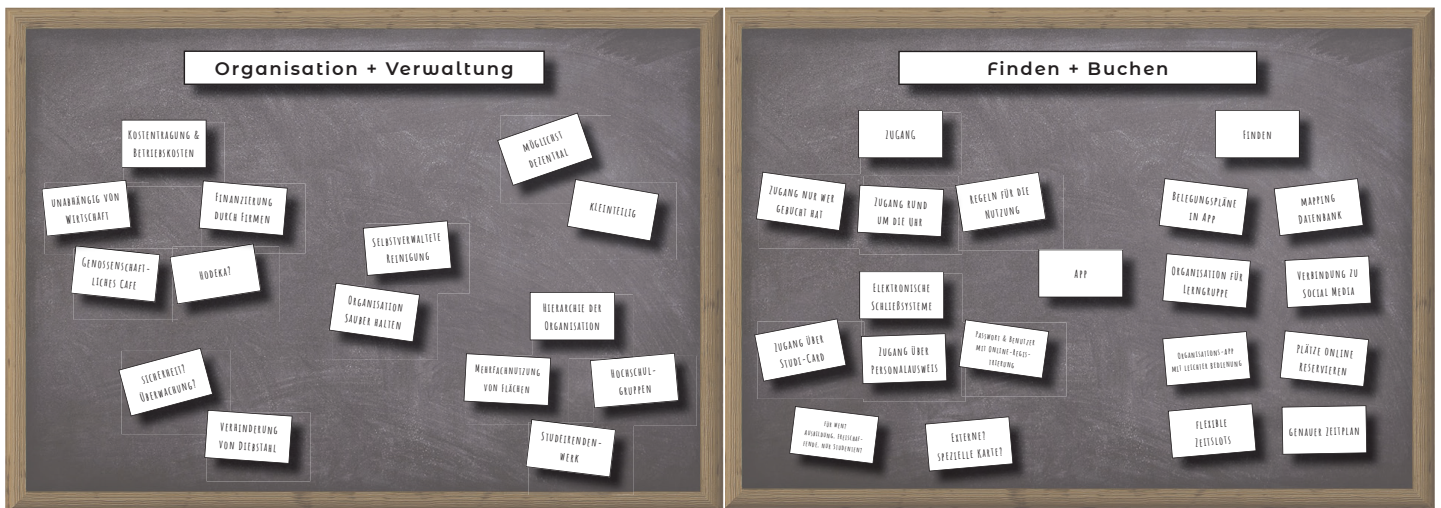 Organisation + Verwaltung
Kostentragung &
Betriebskosten
unabhängig von
Wirtschaft
Finanzierung
durch Firmen
Genossenschaft-
liches Cafe
Hodeka?
Selbstverwaltete
Reinigung
Organisation
Sauber halten
möglichst
dezentral
kleinteilig
Hierarchie der
Organisation
Mehrfachnutzung
von Flächen
Hochschul-
gruppen
Studeirenden-
werk
Sicherheit?
Überwachung?
Verhinderung
von Diebstahl
Finden + Buchen
Zugang
Zugang nur wer
gebucht hat
Zugang rund
um die Uhr
Regeln für die
Nutzung
App
Elektronische
Schließsysteme
Zugang über
Studi-Card
Zugang über
Personalausweis
Passwort & Benutzer
mit Online-Regis-
trierung
für wen?
Externe?
spezielle Karte?
Finden
Belegungspläne
in App
Mapping
Datenbank
Organisation für
Lerngruppe
Verbindung zu
Social Media
Organisations-App
mit leichter Bedienung
Plätze online
reservieren
flexible
Zeitslots
genauer Zeitplan